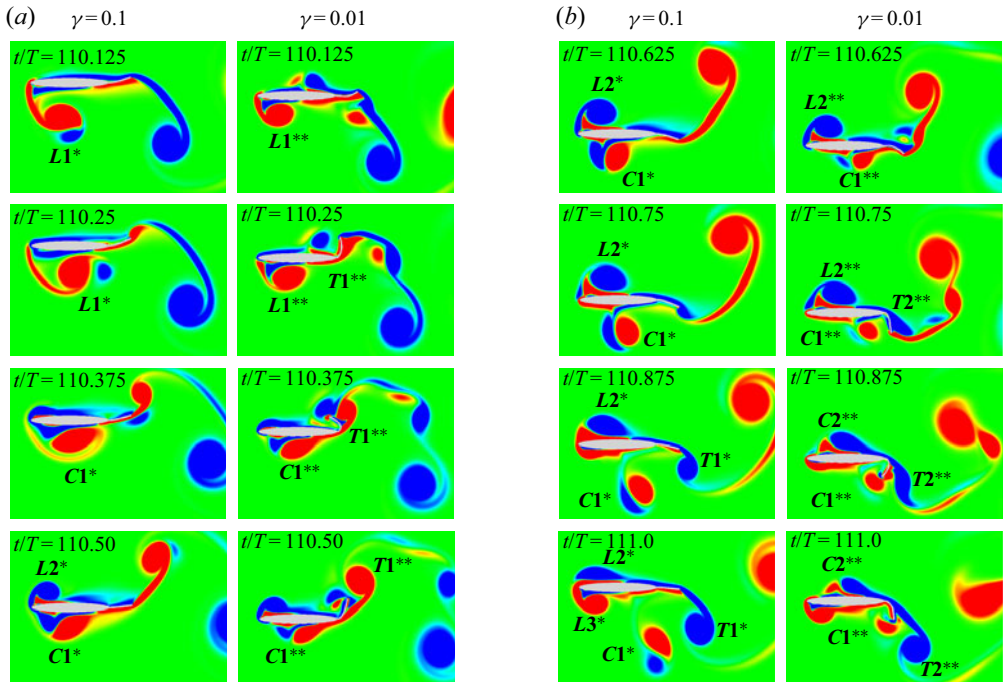 (a) γ = 0.1 γ = 0.01
t/T = 110.125 t/T = 110.125
L1* L1**
t/T = 110.25 t/T = 110.25
L1* T1**
L1**
t/T = 110.375 t/T = 110.375
T1**
C1* C1**
t/T = 110.50 t/T = 110.50
L2* T1**
C1* C1**
(b) γ = 0.1 γ = 0.01
t/T = 110.625 t/T = 110.625
L2* L2**
C1* C1**
t/T = 110.75 t/T = 110.75
L2* L2**
T2**
C1* C1**
t/T = 110.875 t/T = 110.875
L2* C2**
T1* T2**
C1* C1**
t/T = 111.0 t/T = 111.0
L2* C2**
L3* T1* C1**
C1* T2**